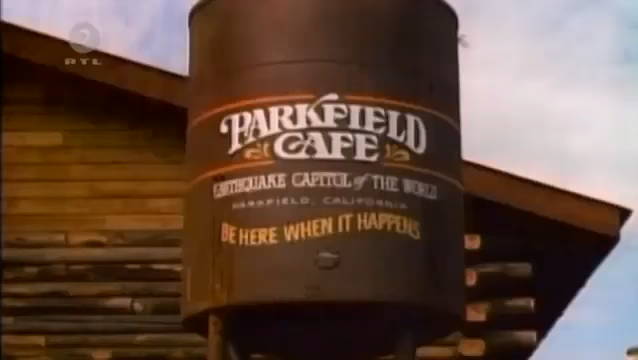 2
RTL
PARKFIELD
CAFE
EARTHQUAKE CAPITOL of THE WORLD
PARKFIELD, CALIFORNIA
BE HERE WHEN IT HAPPENS